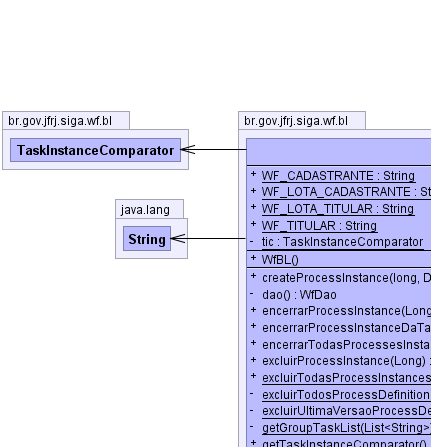 br.gov.jfrj.siga.wf.bl
TaskInstanceComparator
java.lang
String
br.gov.jfrj.siga.wf.bl
+ WF_CADASTRANTE : String
+ WF_LOTA_CADASTRANTE : St
+ WF_LOTA_TITULAR : String
+ WF_TITULAR : String
- tic : TaskInstanceComparator
+ WfBL()
+ createProcessInstance(long, D
- dao() : WfDao
+ encerrarProcessInstance(Long
+ encerrarProcessInstanceDaTa
+ encerrarTodasProcessesInsta
+ excluirProcessInstance(Long) :
+ excluirTodasProcessInstances
- excluirTodosProcessDefinition
- excluirUltimaVersaoProcessDe
- getGroupTaskList(List<String>
+ getTaskInstanceComparator()